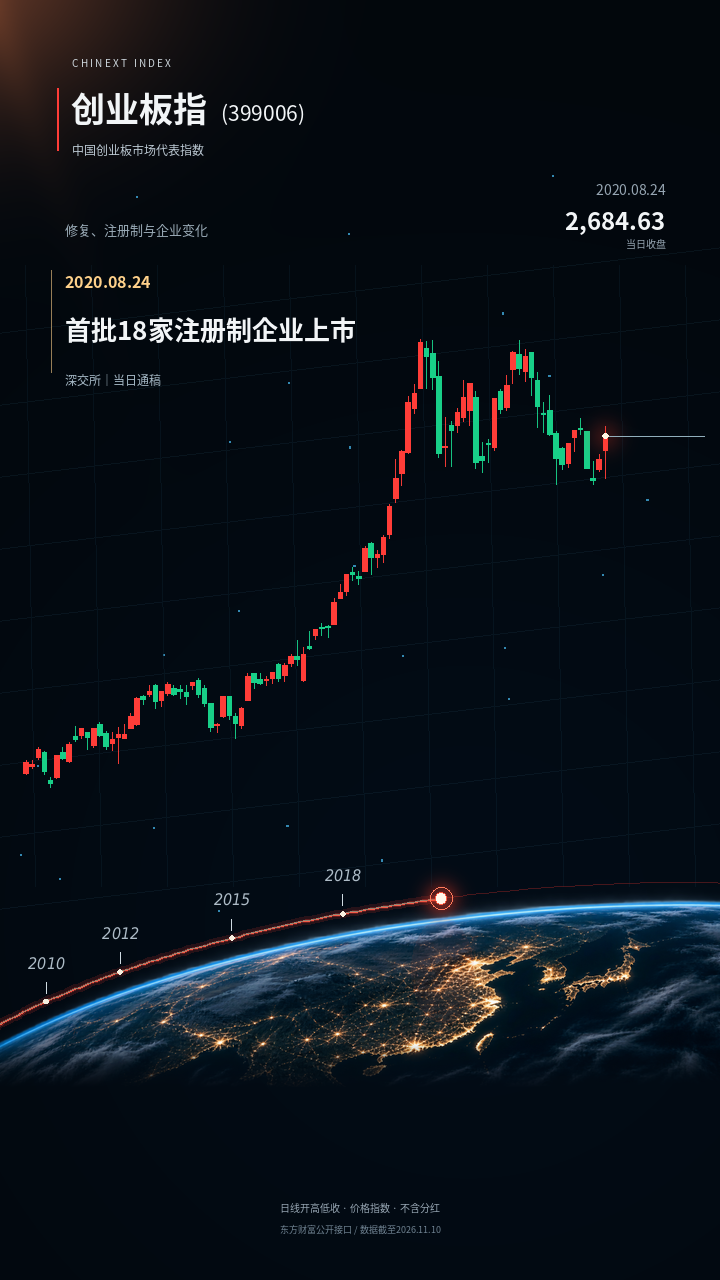 CHINEXT INDEX
创业板指 (399006)
中国创业板市场代表指数
2020.08.24
2,684.63
当日收盘
修复、注册制与企业变化
2020.08.24
首批18家注册制企业上市
深交所｜当日通稿
2018
2015
2012
2010
日线开高低收 · 价格指数 · 不含分红
东方财富公开接口 / 数据截至2026.11.10